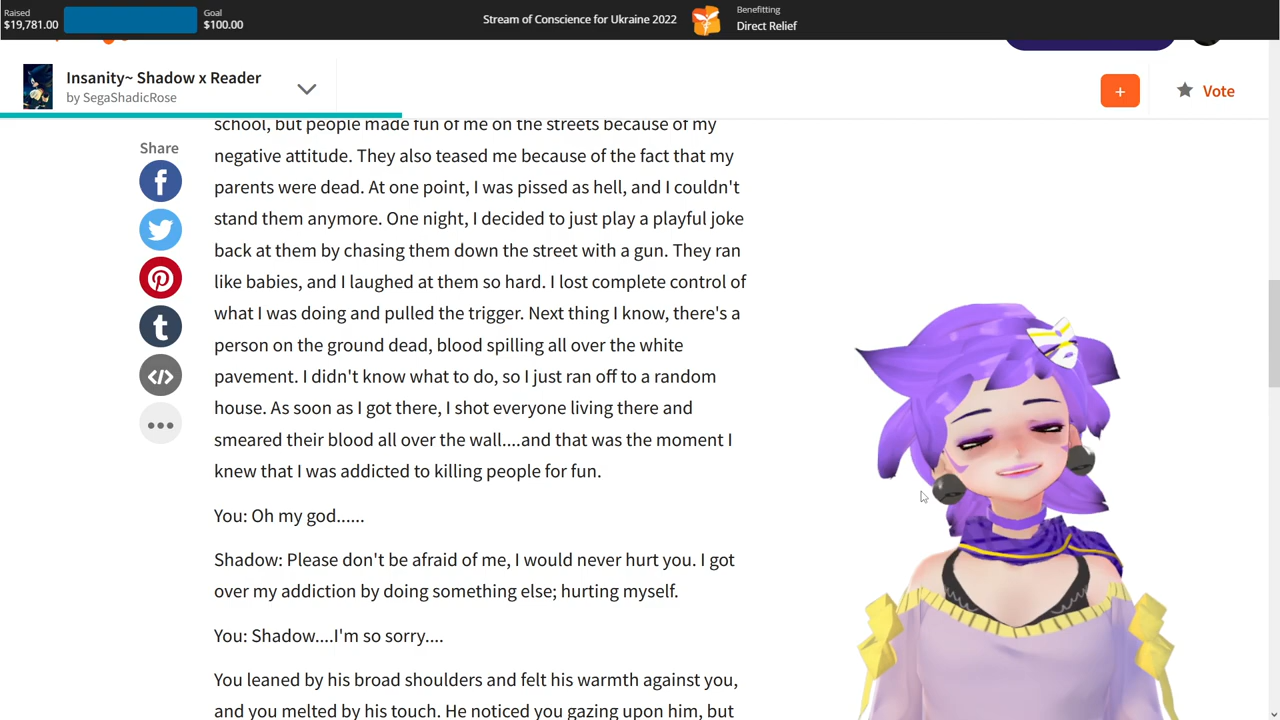 Raised
$19,781.00
Goal
$100.00
Stream of Conscience for Ukraine 2022
Benefitting
Direct Relief
Insanity~ Shadow x Reader
by SegaShadicRose
+
Vote
Share
school, but people made fun of me on the streets because of my
negative attitude. They also teased me because of the fact that my
parents were dead. At one point, I was pissed as hell, and I couldn't
stand them anymore. One night, I decided to just play a playful joke
back at them by chasing them down the street with a gun. They ran
like babies, and I laughed at them so hard. I lost complete control of
what I was doing and pulled the trigger. Next thing I know, there's a
person on the ground dead, blood spilling all over the white
pavement. I didn't know what to do, so I just ran off to a random
house. As soon as I got there, I shot everyone living there and
smeared their blood all over the wall....and that was the moment I
knew that I was addicted to killing people for fun.
You: Oh my god......
Shadow: Please don't be afraid of me, I would never hurt you. I got
over my addiction by doing something else; hurting myself.
You: Shadow....I'm so sorry....
You leaned by his broad shoulders and felt his warmth against you,
and you melted by his touch. He noticed you gazing upon him, but